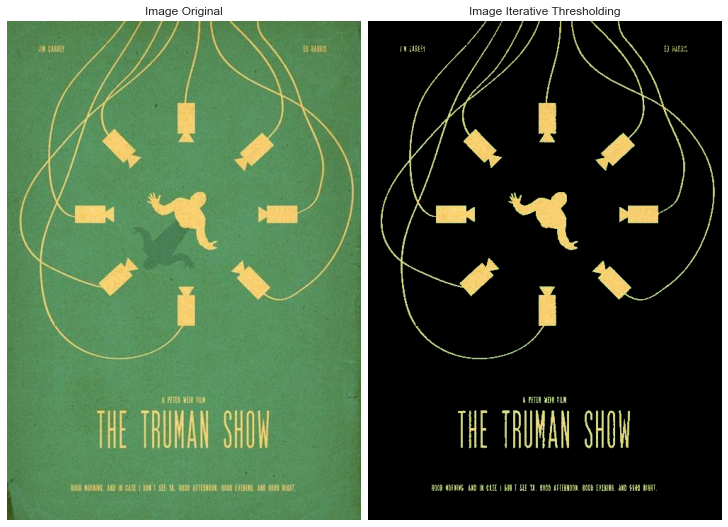 Image Original
JIM CARREY ED HARRIS
A PETER WEIR FILM
THE TRUMAN SHOW
GOOD MORNING, AND IN CASE I DON'T SEE YA, GOOD AFTERNOON, GOOD EVENING, AND GOOD NIGHT.
Image Iterative Thresholding
JIM CARREY ED HARRIS
A PETER WEIR FILM
THE TRUMAN SHOW
GOOD MORNING, AND IN CASE I DON'T SEE YA, GOOD AFTERNOON, GOOD EVENING, AND GOOD NIGHT.